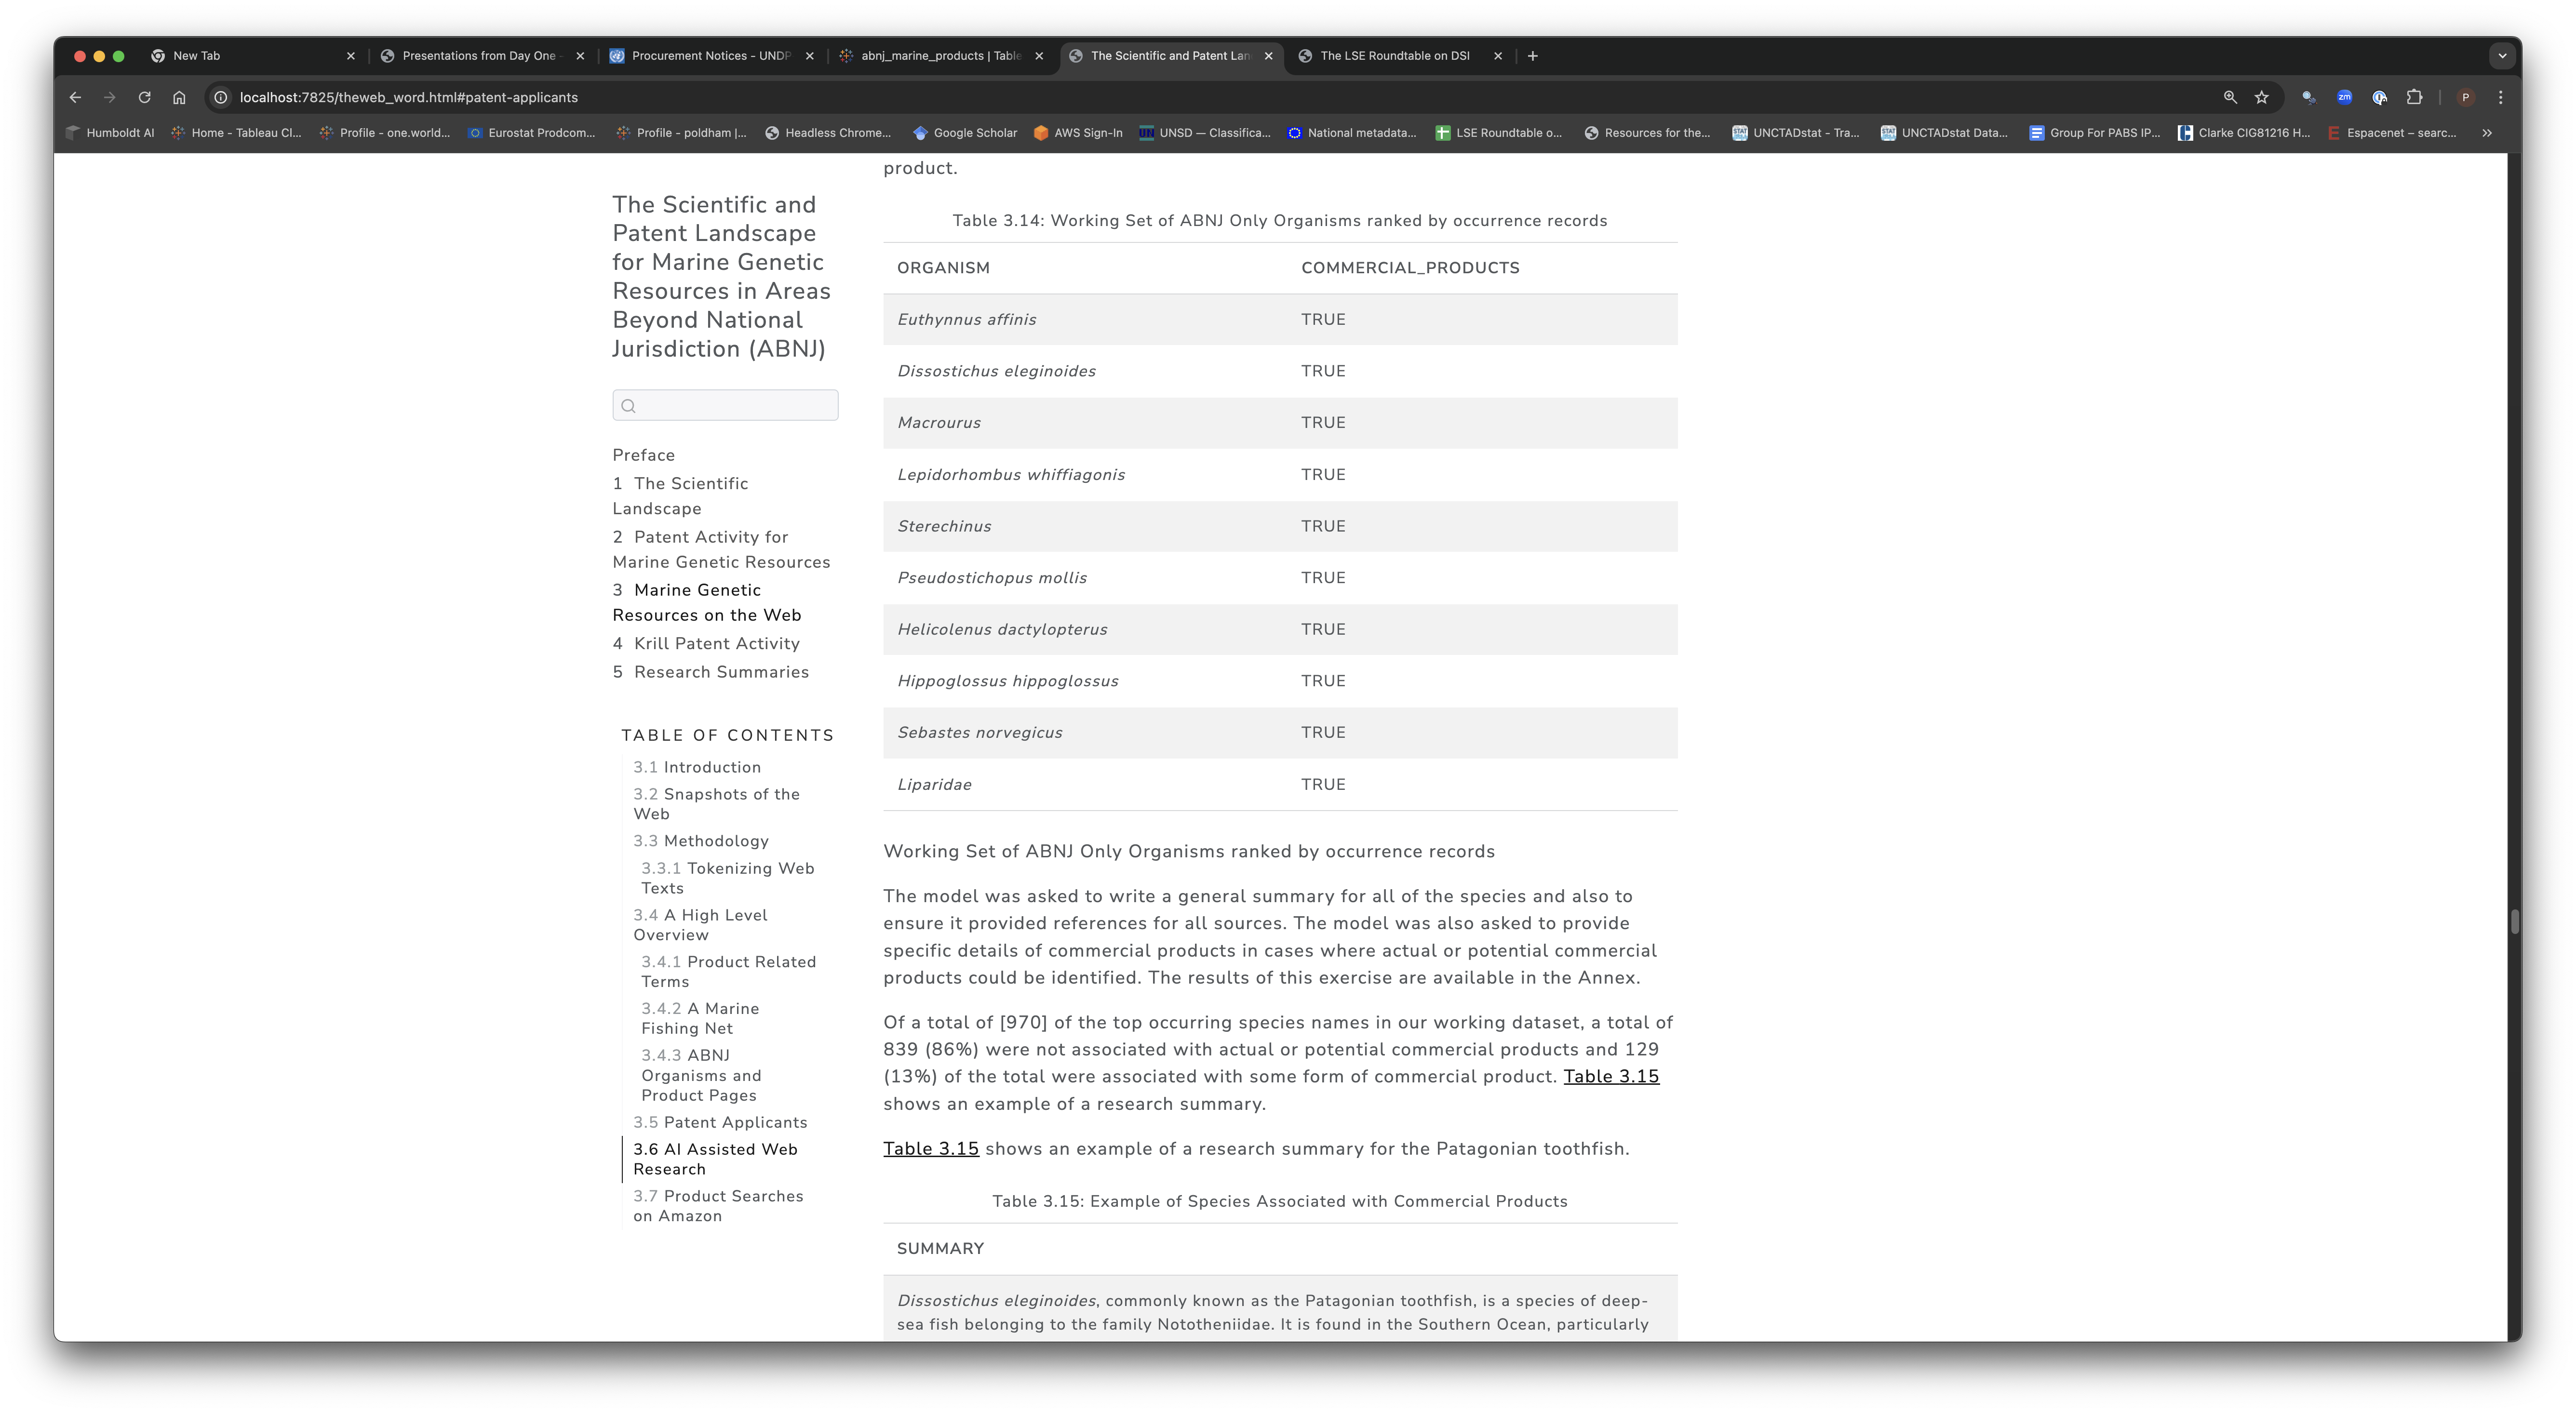 New Tab
Presentations from Day One -
Procurement Notices - UNDP
abnj_marine_products | Table
The Scientific and Patent Lan
The LSE Roundtable on DSI
localhost:7825/theweb_word.html#patent-applicants
zm
P
Humboldt AI
Home - Tableau Cl...
Profile - one.world...
Eurostat Prodcom...
Profile - poldham |...
Headless Chrome...
Google Scholar
AWS Sign-In
UN
UNSD — Classifica...
National metadata...
LSE Roundtable o...
Resources for the...
STAT
UNCTADstat - Tra...
STAT
UNCTADstat Data...
Group For PABS IP...
Clarke CIG81216 H...
E
Espacenet – searc...
The Scientific and
Patent Landscape
for Marine Genetic
Resources in Areas
Beyond National
Jurisdiction (ABNJ)
Preface
1 The Scientific
Landscape
2 Patent Activity for
Marine Genetic Resources
3 Marine Genetic
Resources on the Web
4 Krill Patent Activity
5 Research Summaries
TABLE OF CONTENTS
3.1 Introduction
3.2 Snapshots of the
Web
3.3 Methodology
3.3.1 Tokenizing Web
Texts
3.4 A High Level
Overview
3.4.1 Product Related
Terms
3.4.2 A Marine
Fishing Net
3.4.3 ABNJ
Organisms and
Product Pages
3.5 Patent Applicants
3.6 AI Assisted Web
Research
3.7 Product Searches
on Amazon
product.
Table 3.14: Working Set of ABNJ Only Organisms ranked by occurrence records
ORGANISM COMMERCIAL_PRODUCTS
Euthynnus affinis TRUE
Dissostichus eleginoides TRUE
Macrourus TRUE
Lepidorhombus whiffiagonis TRUE
Sterechinus TRUE
Pseudostichopus mollis TRUE
Helicolenus dactylopterus TRUE
Hippoglossus hippoglossus TRUE
Sebastes norvegicus TRUE
Liparidae TRUE
Working Set of ABNJ Only Organisms ranked by occurrence records
The model was asked to write a general summary for all of the species and also to
ensure it provided references for all sources. The model was also asked to provide
specific details of commercial products in cases where actual or potential commercial
products could be identified. The results of this exercise are available in the Annex.
Of a total of [970] of the top occurring species names in our working dataset, a total of
839 (86%) were not associated with actual or potential commercial products and 129
(13%) of the total were associated with some form of commercial product. Table 3.15
shows an example of a research summary.
Table 3.15 shows an example of a research summary for the Patagonian toothfish.
Table 3.15: Example of Species Associated with Commercial Products
SUMMARY
Dissostichus eleginoides, commonly known as the Patagonian toothfish, is a species of deep-
sea fish belonging to the family Nototheniidae. It is found in the Southern Ocean, particularly